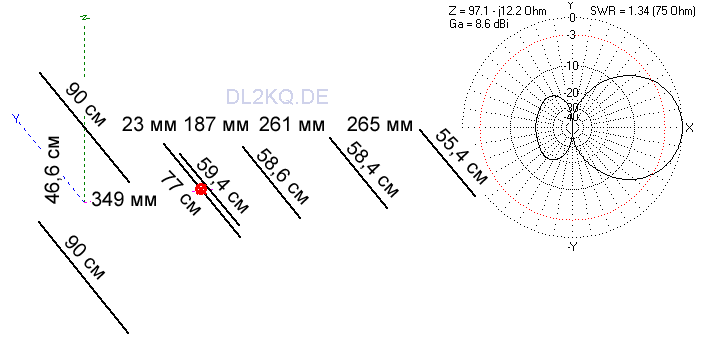 Z = 97.1 - j12.2 Ohm
SWR = 1.34 (75 Ohm)
Ga = 8.6 dBi
Z
Y
0
-3
-10
-20
-30
-40
X
-Y
DL2KQ.DE
90 см
23 мм 187 мм 261 мм 265 мм
Y
46,6 см
349 мм
77 см
59,4 см
58,6 см
58,4 см
55,4 см
90 см